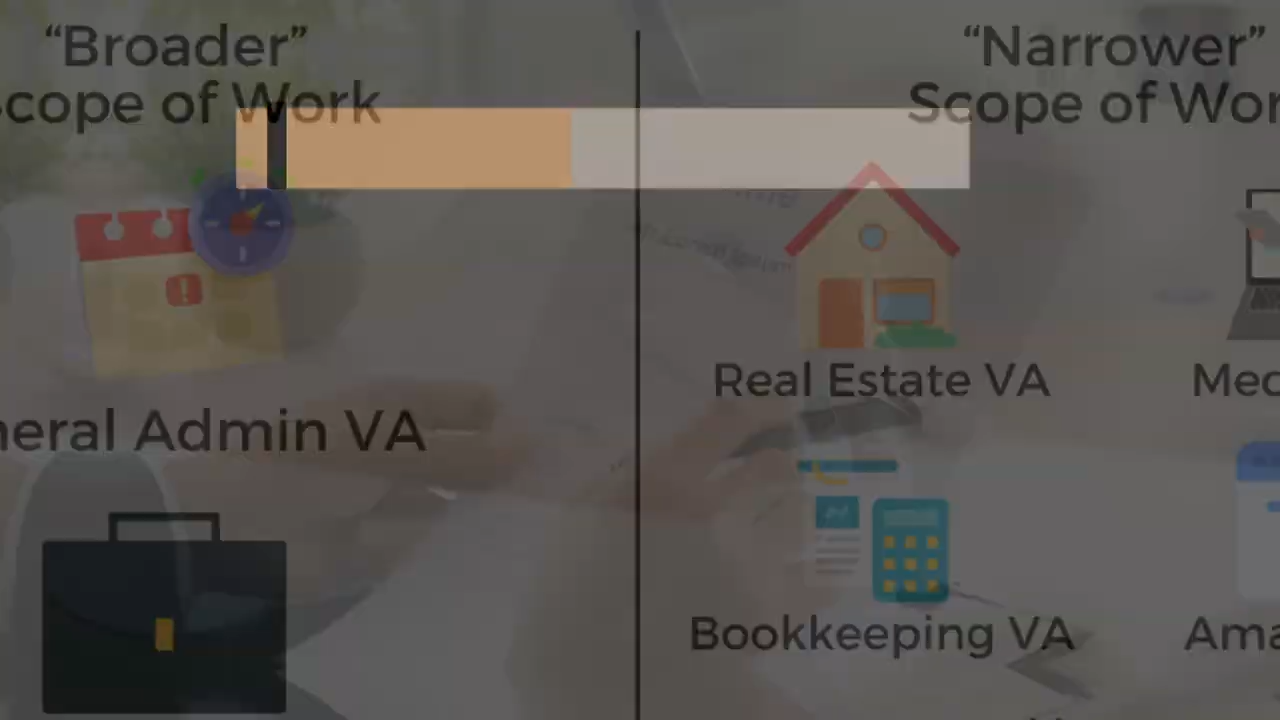 “Broader”
cope of Work
neral Admin VA
“Narrower”
Scope of Wor
Real Estate VA
Mec
Bookkeeping VA
Ama